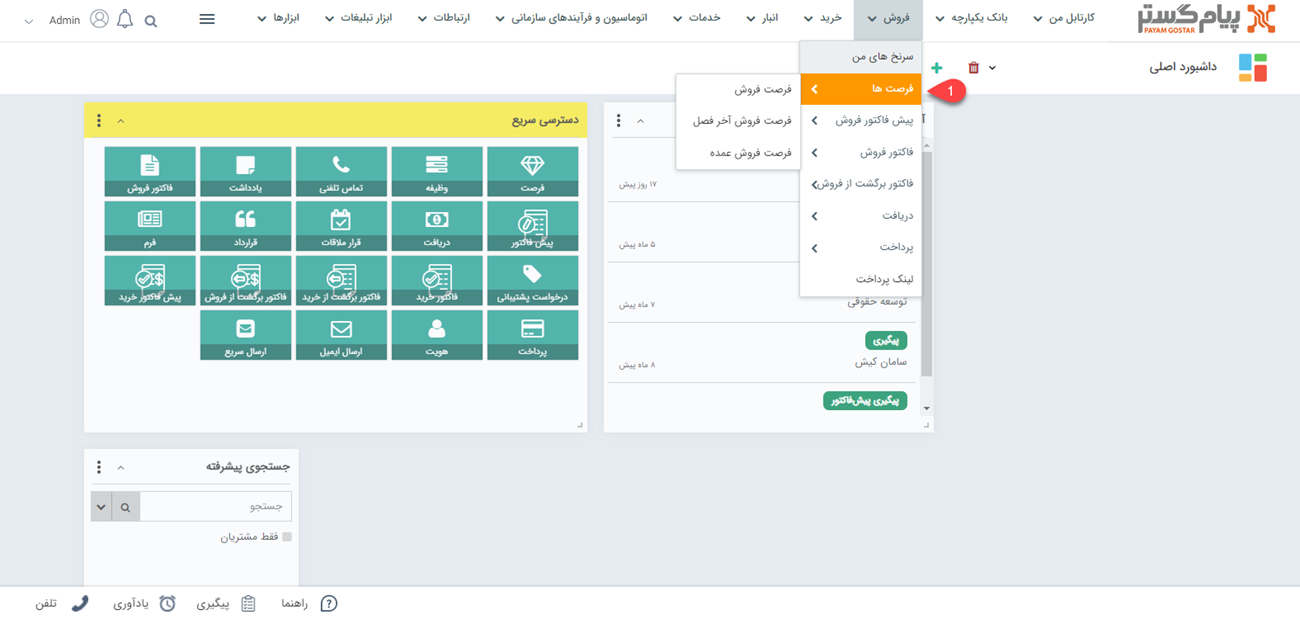 پیام‌گستر
PAYAM GOSTAR
کارتابل من
بانک یکپارچه
فروش
خرید
انبار
خدمات
اتوماسیون و فرآیندهای سازمانی
ارتباطات
ابزار تبلیغات
ابزارها
Admin
داشبورد اصلی
سرنخ های من
فرصت ها
پیش فاکتور فروش
فاکتور فروش
فاکتور برگشت از فروش
دریافت
پرداخت
لینک پرداخت
1
فرصت فروش
فرصت فروش آخر فصل
فرصت فروش عمده
۱۷ روز پیش
۵ ماه پیش
توسعه حقوقی
۷ ماه پیش
پیگیری
سامان کیش
۸ ماه پیش
پیگیری پیش‌فاکتور
دسترسی سریع
فرصت
وظیفه
تماس تلفنی
یادداشت
فاکتور فروش
پیش فاکتور
دریافت
قرار ملاقات
قرارداد
فرم
درخواست پشتیبانی
فاکتور خرید
فاکتور برگشت از خرید
فاکتور برگشت از فروش
پیش فاکتور خرید
پرداخت
هویت
ارسال ایمیل
ارسال سریع
جستجوی پیشرفته
جستجو
فقط مشتریان
راهنما
پیگیری
یادآوری
تلفن